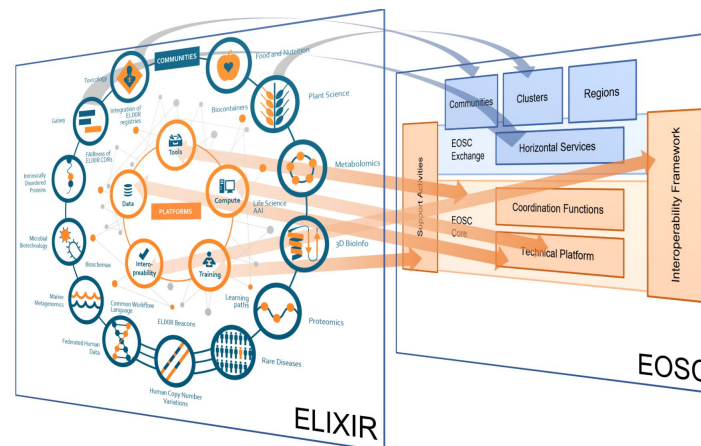 COMMUNITIES
Food and Nutrition
Toxicology
Integration of
ELIXIR
registries
Biocontainers
Plant Science
Galaxy
Tools
FAIRness of
ELIXIR CDRs
Metabolomics
Intrinsically
Disordered
Proteins
Data
Compute
Life Science
AAI
PLATFORMS
Microbial
Biotechnology
3D BioInfo
Bioschemas
Intero-
preability
Training
Marine
Metagenomics
Common Workflow
Language
Learning
paths
Proteomics
ELIXIR Beacons
Federated Human
Data
Rare Diseases
Human Copy Number
Variations
ELIXIR
Communities
Clusters
Regions
EOSC
Exchange
Horizontal Services
Support Activities
Interoperability Framework
EOSC
Core
Coordination Functions
Technical Platform
EOSC